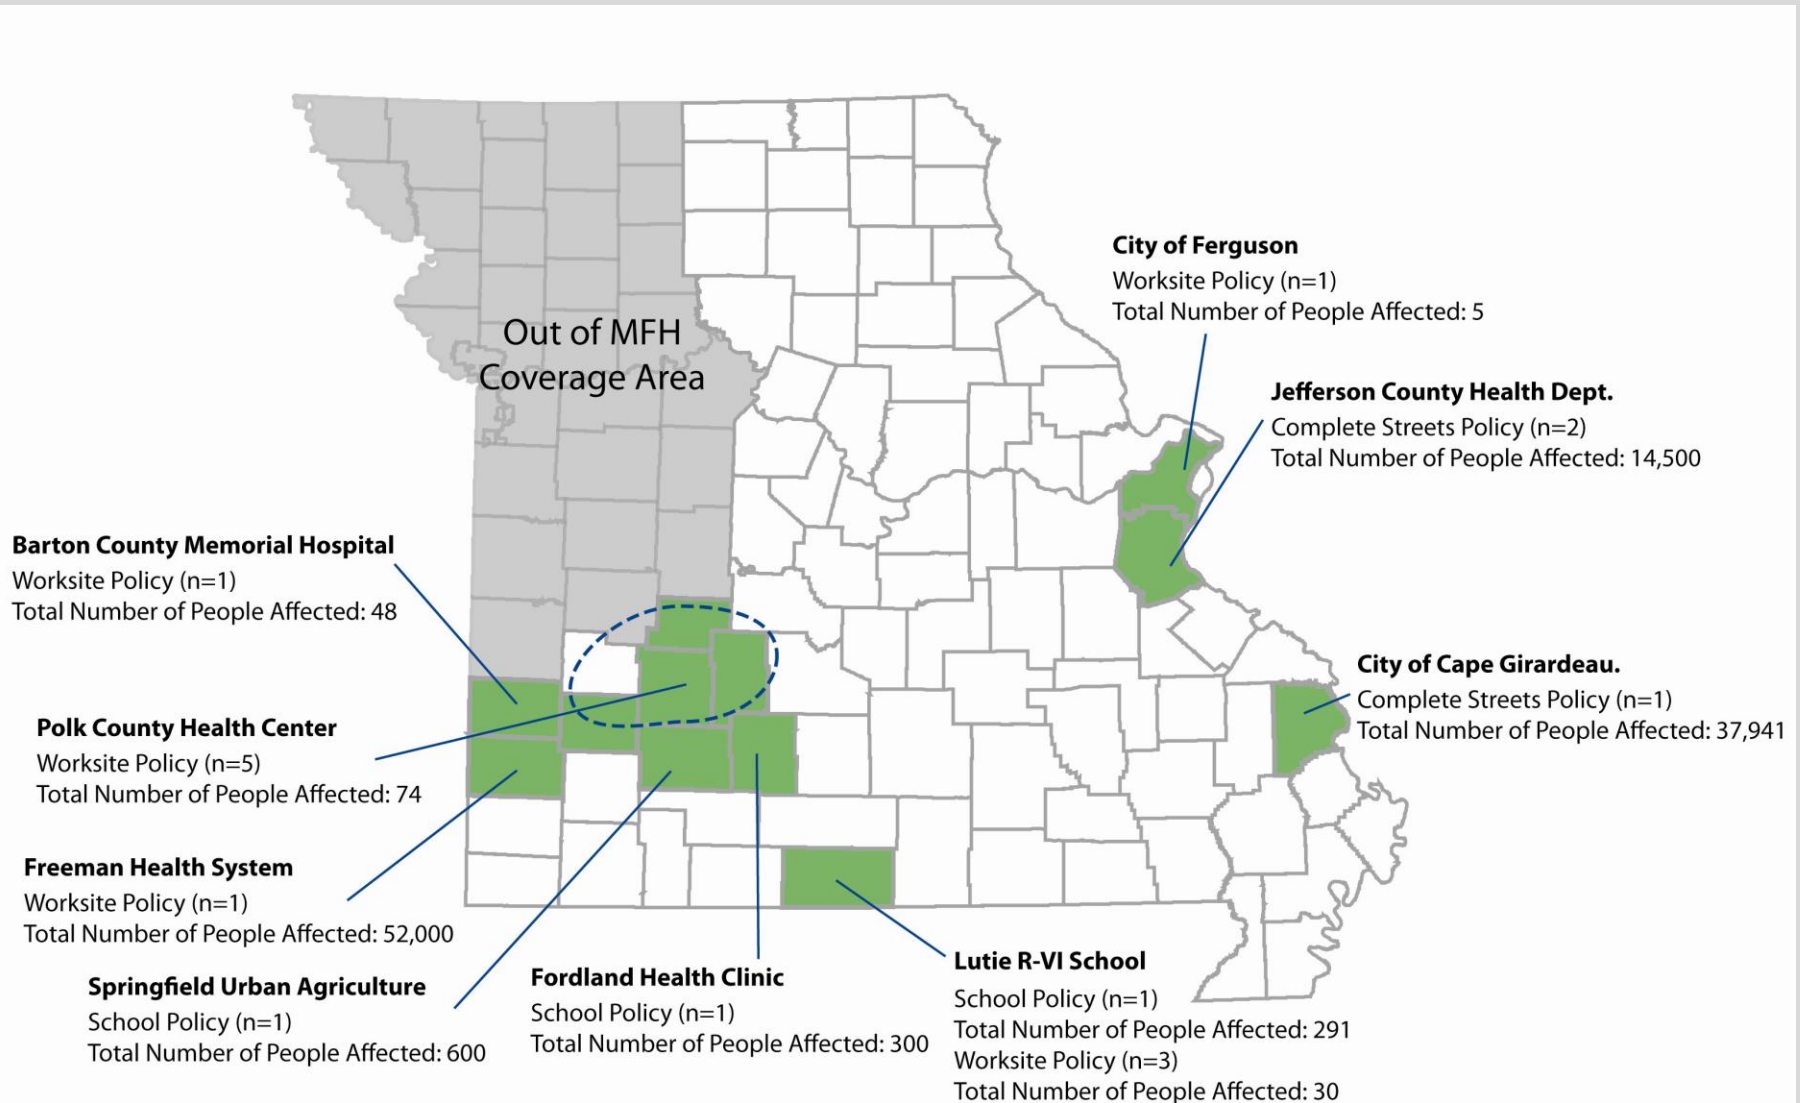 Out of MFH
Coverage Area
City of Ferguson
Worksite Policy (n=1)
Total Number of People Affected: 5
Jefferson County Health Dept.
Complete Streets Policy (n=2)
Total Number of People Affected: 14,500
Barton County Memorial Hospital
Worksite Policy (n=1)
Total Number of People Affected: 48
City of Cape Girardeau.
Complete Streets Policy (n=1)
Total Number of People Affected: 37,941
Polk County Health Center
Worksite Policy (n=5)
Total Number of People Affected: 74
Freeman Health System
Worksite Policy (n=1)
Total Number of People Affected: 52,000
Springfield Urban Agriculture
School Policy (n=1)
Total Number of People Affected: 600
Fordland Health Clinic
School Policy (n=1)
Total Number of People Affected: 300
Lutie R-VI School
School Policy (n=1)
Total Number of People Affected: 291
Worksite Policy (n=3)
Total Number of People Affected: 30